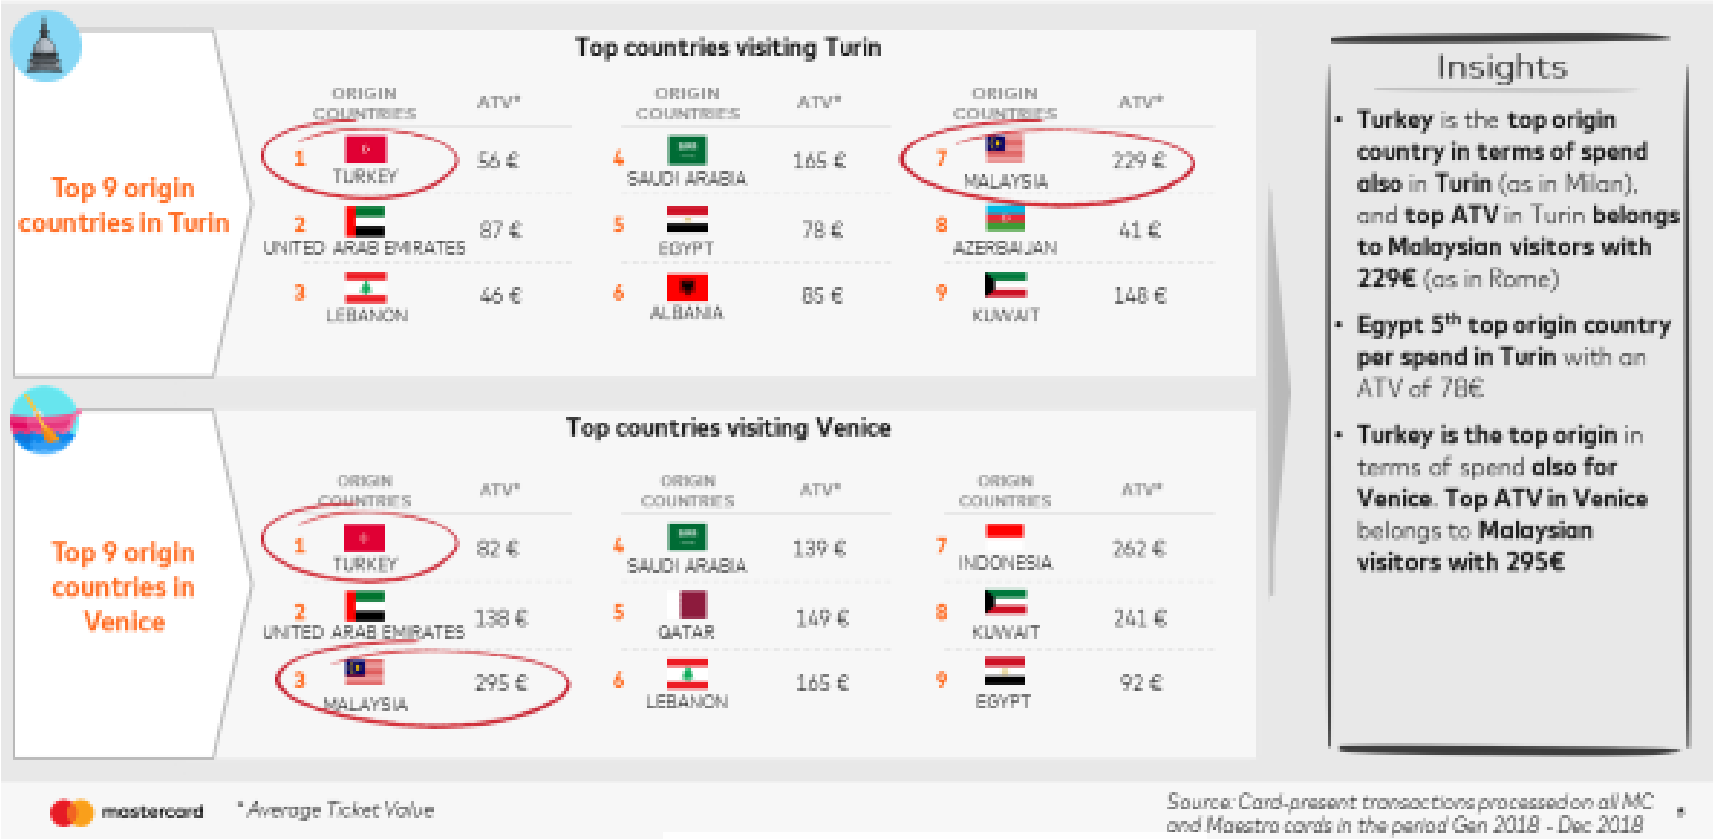 Top 9 origin
countries in Turin
Top countries visiting Turin
ORIGIN
COUNTRIES
ATV*
1
TURKEY
56 €
2
UNITED ARAB EMIRATES
87 €
3
LEBANON
46 €
ORIGIN
COUNTRIES
ATV*
4
SAUDI ARABIA
165 €
5
EGYPT
78 €
6
ALBANIA
85 €
ORIGIN
COUNTRIES
ATV*
7
MALAYSIA
229 €
8
AZERBAIJAN
41 €
9
KUWAIT
148 €
Top 9 origin
countries in
Venice
Top countries visiting Venice
ORIGIN
COUNTRIES
ATV*
1
TURKEY
82 €
2
UNITED ARAB EMIRATES
138 €
3
MALAYSIA
295 €
ORIGIN
COUNTRIES
ATV*
4
SAUDI ARABIA
139 €
5
QATAR
149 €
6
LEBANON
165 €
ORIGIN
COUNTRIES
ATV*
7
INDONESIA
262 €
8
KUWAIT
241 €
9
EGYPT
92 €
Insights
• Turkey is the top origin
country in terms of spend
also in Turin (as in Milan),
and top ATV in Turin belongs
to Malaysian visitors with
229€ (as in Rome)
• Egypt 5th top origin country
per spend in Turin with an
ATV of 78€
• Turkey is the top origin in
terms of spend also for
Venice. Top ATV in Venice
belongs to Malaysian
visitors with 295€
mastercard
* Average Ticket Value
Source: Card-present transactions processed on all MC
and Maestro cards in the period Gen 2018 - Dec 2018